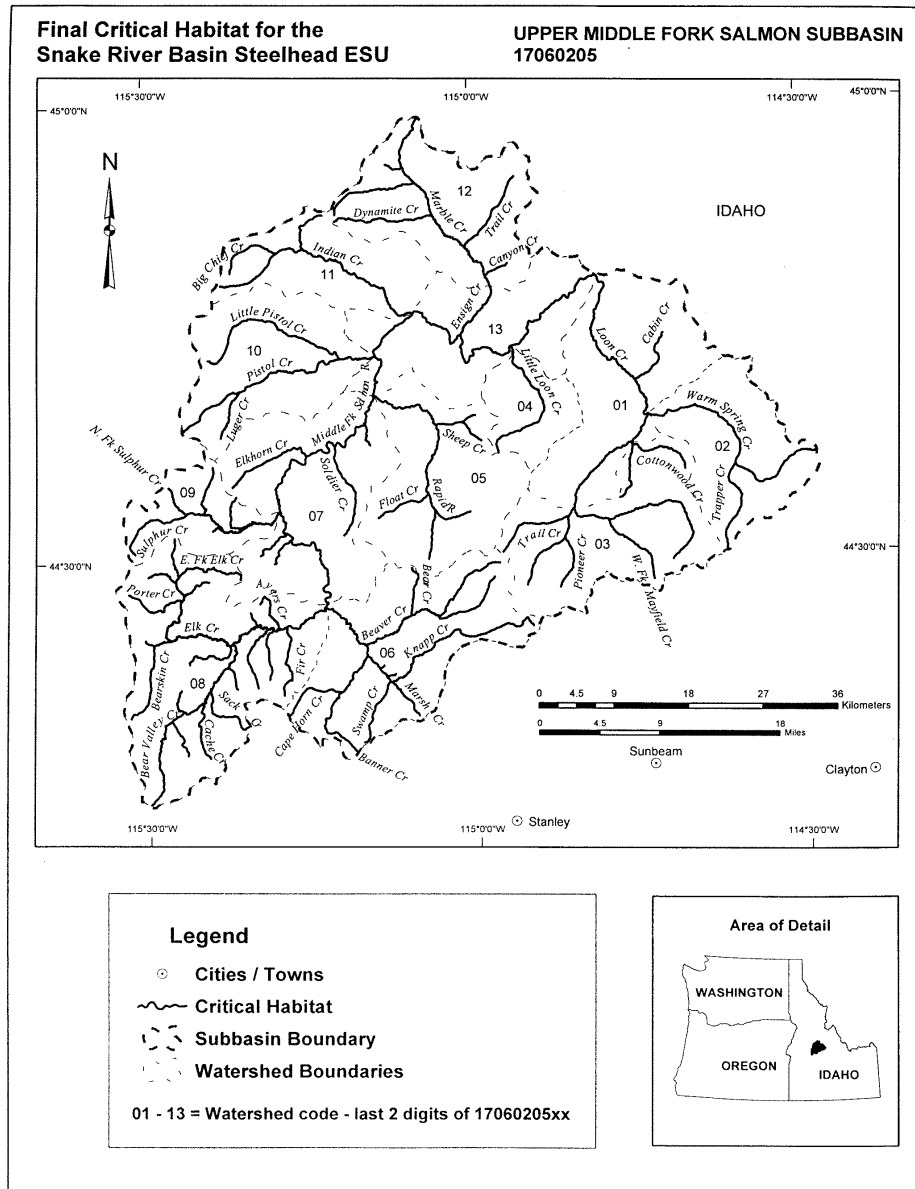 Final Critical Habitat for the
Snake River Basin Steelhead ESU
UPPER MIDDLE FORK SALMON SUBBASIN
17060205
115°30'0"W
115°0'0"W
114°30'0"W
45°0'0"N
45°0'0"N
N
IDAHO
12
Marble Cr
Trail Cr
Dynamite Cr
Canyon Cr
Big Chief Cr
Indian Cr
11
Ensign Cr
13
Little Pistol Cr
10
Pistol Cr
Luger Cr
Little Loon Cr
04
Loon Cr
Cabin Cr
01
Warm Spring Cr
02
Trapper Cr
Cottonwood Cr
Middle Fk Salmon R
Elkhorn Cr
Soldier Cr
Sheep Cr
05
Float Cr
Rapid R
N. Fk Sulphur Cr
09
07
Sulphur Cr
E. Fk Elk Cr
Porter Cr
Ayars Cr
Trail Cr
Pioneer Cr
03
W. Fk Mayfield Cr
44°30'0"N
44°30'0"N
Bear Cr
Beaver Cr
Knapp Cr
06
Elk Cr
Fir Cr
Bearskin Cr
08
Sack Cr
Bear Valley Cr
Cache Cr
Cape Horn Cr
Swamp Cr
Marsh Cr
Banner Cr
0 4.5 9 18 27 36
Kilometers
0 4.5 9 18
Miles
Sunbeam
Clayton
Stanley
115°30'0"W
115°0'0"W
114°30'0"W
Legend
Cities / Towns
Critical Habitat
Subbasin Boundary
Watershed Boundaries
01 - 13 = Watershed code - last 2 digits of 17060205xx
Area of Detail
WASHINGTON
OREGON
IDAHO